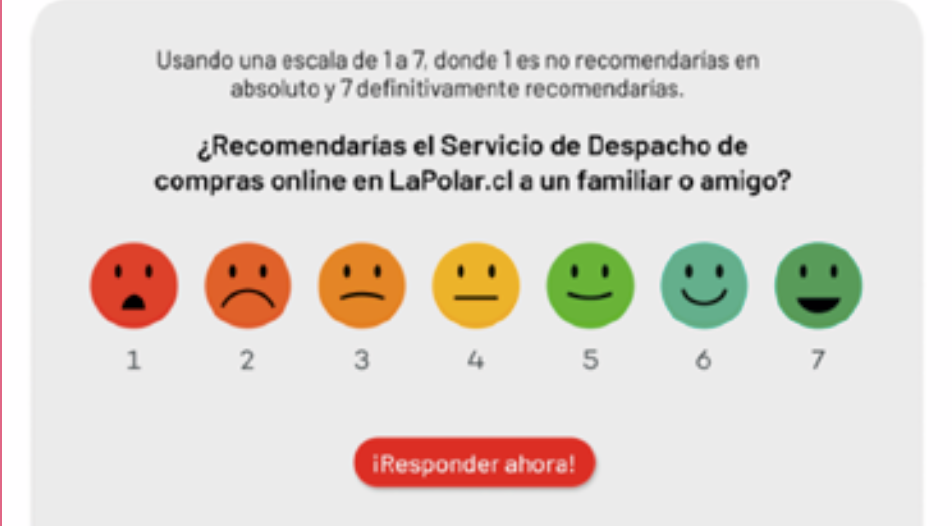 Usando una escala de 1 a 7, donde 1 es no recomendarías en
absoluto y 7 definitivamente recomendarías.
¿Recomendarías el Servicio de Despacho de
compras online en LaPolar.cl a un familiar o amigo?
1 2 3 4 5 6 7
¡Responder ahora!